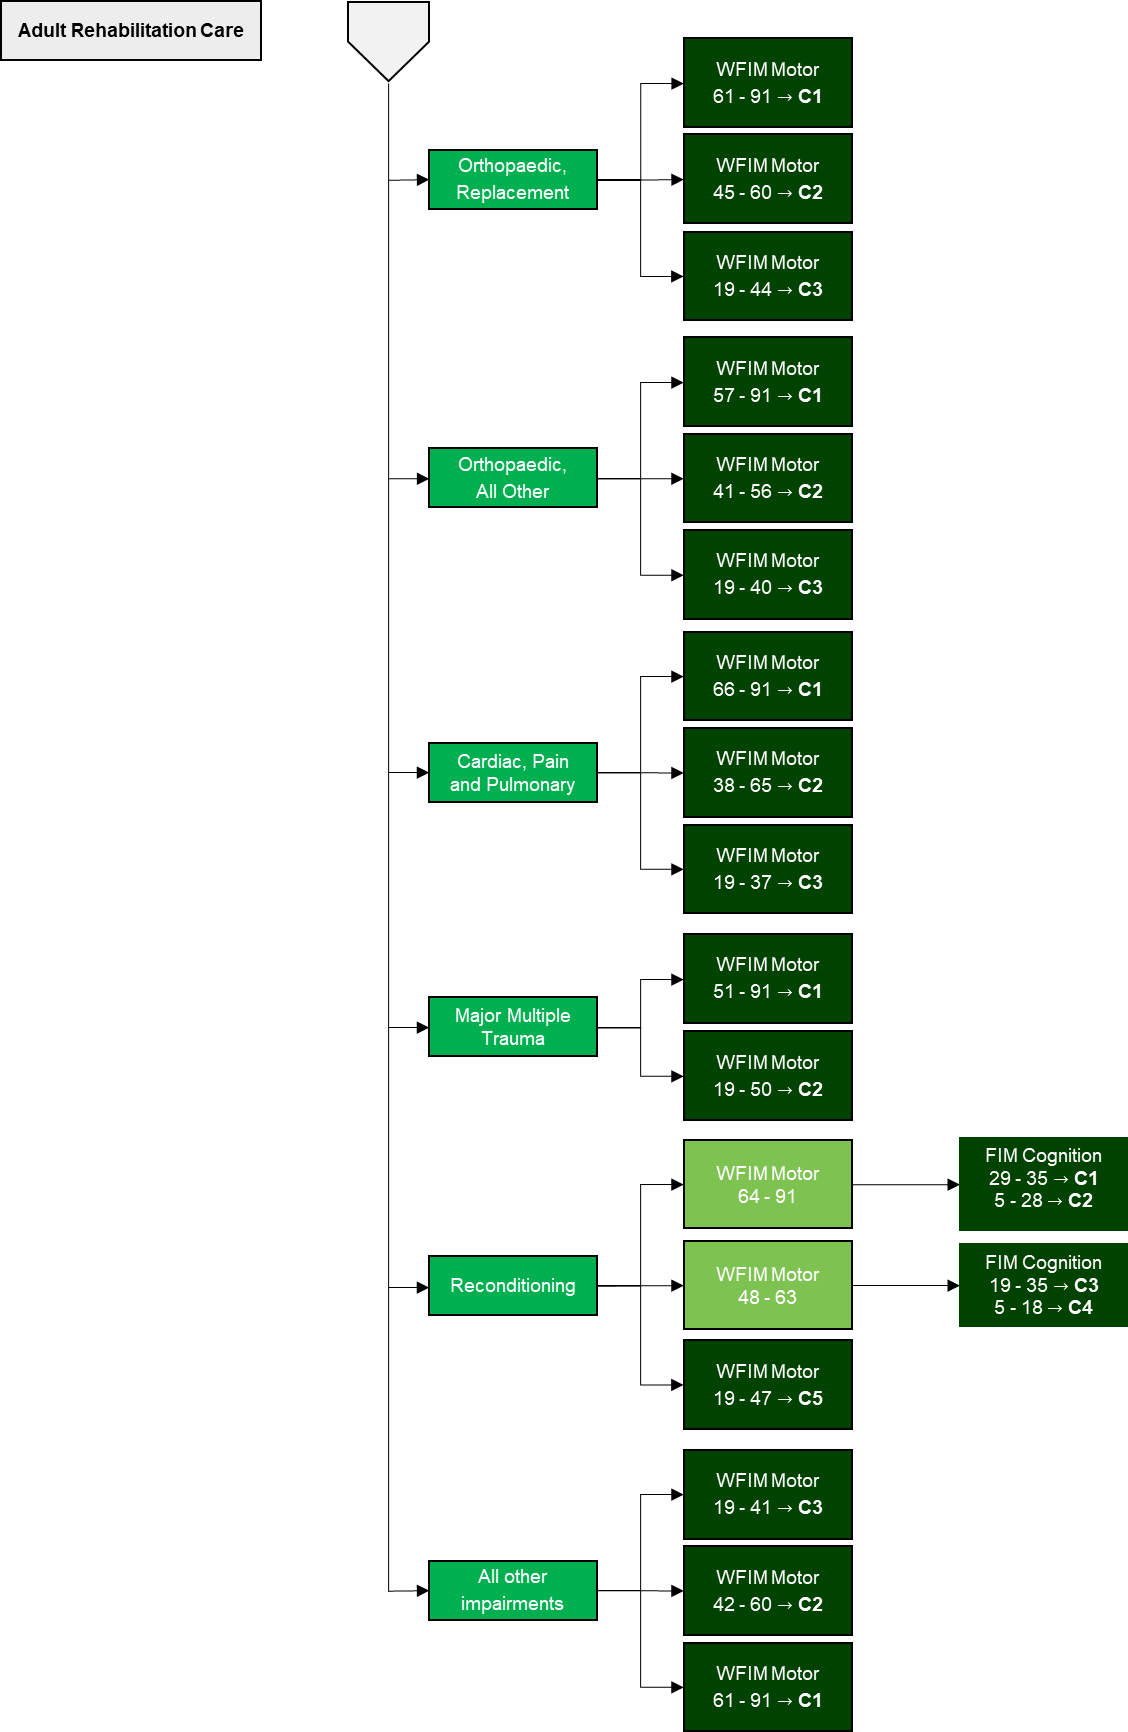 Adult Rehabilitation Care
Orthopaedic,
Replacement
WFIM Motor
61 - 91 → C1
WFIM Motor
45 - 60 → C2
WFIM Motor
19 - 44 → C3
Orthopaedic,
All Other
WFIM Motor
57 - 91 → C1
WFIM Motor
41 - 56 → C2
WFIM Motor
19 - 40 → C3
Cardiac, Pain
and Pulmonary
WFIM Motor
66 - 91 → C1
WFIM Motor
38 - 65 → C2
WFIM Motor
19 - 37 → C3
Major Multiple
Trauma
WFIM Motor
51 - 91 → C1
WFIM Motor
19 - 50 → C2
Reconditioning
WFIM Motor
64 - 91
FIM Cognition
29 - 35 → C1
5 - 28 → C2
WFIM Motor
48 - 63
FIM Cognition
19 - 35 → C3
5 - 18 → C4
WFIM Motor
19 - 47 → C5
All other
impairments
WFIM Motor
19 - 41 → C3
WFIM Motor
42 - 60 → C2
WFIM Motor
61 - 91 → C1